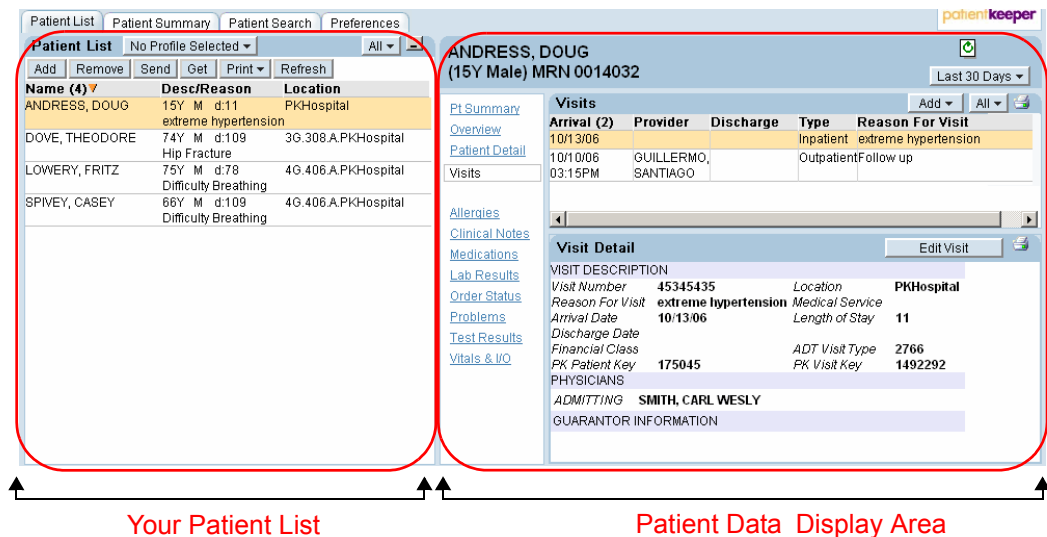 Patient List Patient Summary Patient Search Preferences
patientkeeper
Patient List No Profile Selected All
Add Remove Send Get Print Refresh
Name (4) Desc/Reason Location
ANDRESS, DOUG 15Y M d:11 PKHospital
extreme hypertension
DOVE, THEODORE 74Y M d:109 3G.308.A.PKHospital
Hip Fracture
LOWERY, FRITZ 75Y M d:78 4G.406.A.PKHospital
Difficulty Breathing
SPIVEY, CASEY 66Y M d:109 4G.406.A.PKHospital
Difficulty Breathing
ANDRESS, DOUG
(15Y Male) MRN 0014032
Last 30 Days
Pt Summary
Overview
Patient Detail
Visits
Allergies
Clinical Notes
Medications
Lab Results
Order Status
Problems
Test Results
Vitals & I/O
Visits Add All
Arrival (2) Provider Discharge Type Reason For Visit
10/13/06 Inpatient extreme hypertension
10/10/06 GUILLERMO, Outpatient Follow up
03:15PM SANTIAGO
Visit Detail Edit Visit
VISIT DESCRIPTION
Visit Number 45345435 Location PKHospital
Reason For Visit extreme hypertension Medical Service
Arrival Date 10/13/06 Length of Stay 11
Discharge Date
Financial Class ADT Visit Type 2766
PK Patient Key 175045 PK Visit Key 1492292
PHYSICIANS
ADMITTING SMITH, CARL WESLY
GUARANTOR INFORMATION
Your Patient List
Patient Data Display Area